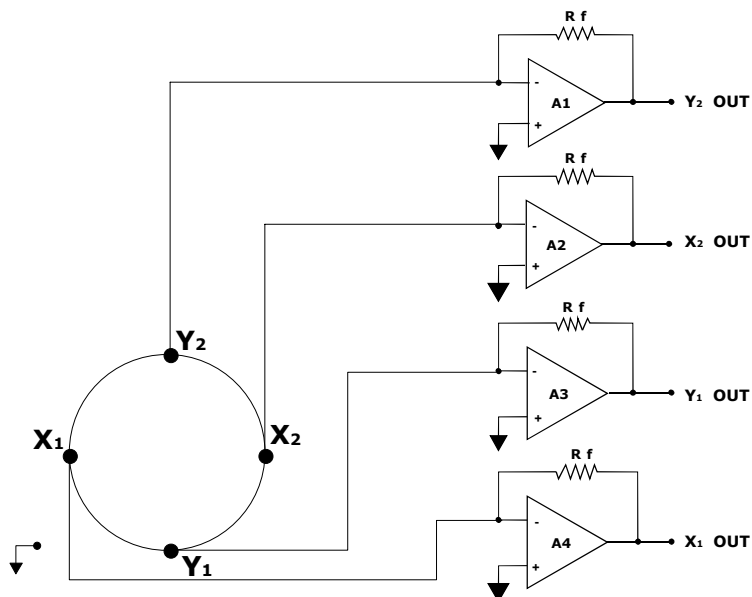 R f
-
A1
+
Y₂ OUT
R f
-
A2
+
X₂ OUT
R f
-
A3
+
Y₁ OUT
R f
-
A4
+
X₁ OUT
Y₂
X₁
X₂
Y₁